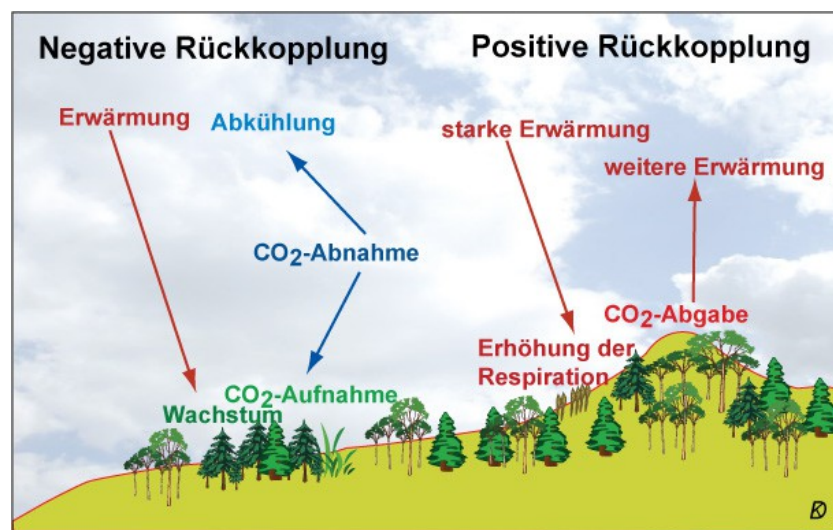 Negative Rückkopplung
Erwärmung
Abkühlung
CO2-Abnahme
CO2-Aufnahme
Wachstum
Positive Rückkopplung
starke Erwärmung
weitere Erwärmung
CO2-Abgabe
Erhöhung der
Respiration